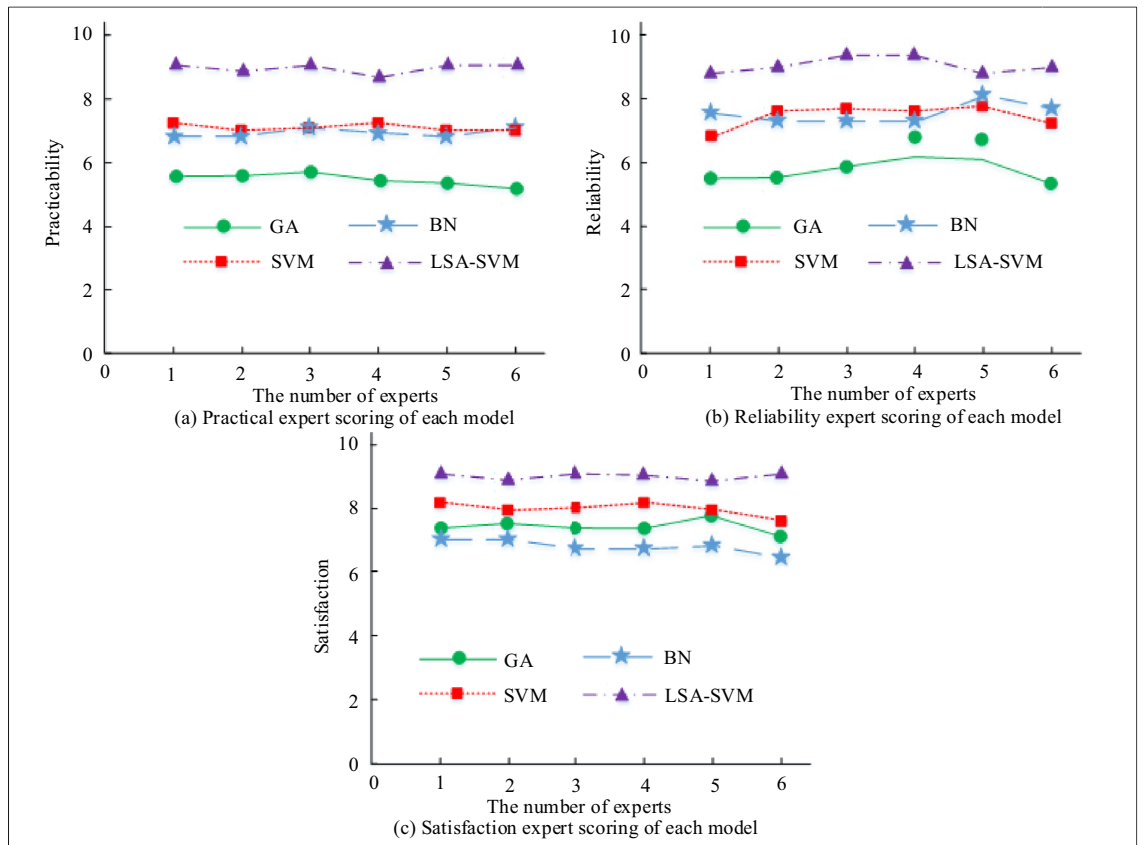 10
8
6
4
2
0
Practicability
GA
BN
SVM
LSA-SVM
1 2 3 4 5 6
The number of experts
(a) Practical expert scoring of each model
10
8
6
4
2
0
Reliability
GA
BN
SVM
LSA-SVM
0 1 2 3 4 5 6
The number of experts
(b) Reliability expert scoring of each model
10
8
6
4
2
0
Satisfaction
GA
BN
SVM
LSA-SVM
0 1 2 3 4 5 6
The number of experts
(c) Satisfaction expert scoring of each model